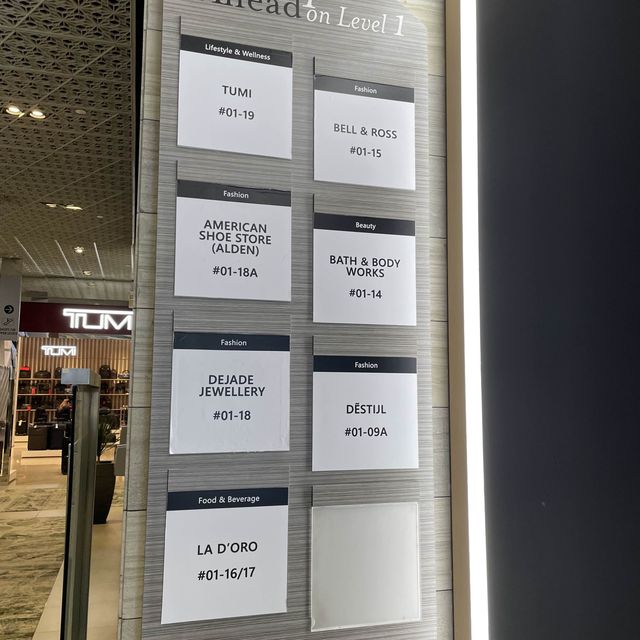 Ahead on Level 1
Lifestyle & Wellness
TUMI
#01-19
Fashion
BELL & ROSS
#01-15
Fashion
AMERICAN
SHOE STORE
(ALDEN)
#01-18A
Beauty
BATH & BODY
WORKS
#01-14
Fashion
DEJADE
JEWELLERY
#01-18
Fashion
DËSTIJL
#01-09A
Food & Beverage
LA D'ORO
#01-16/17
TUMI
TUMI